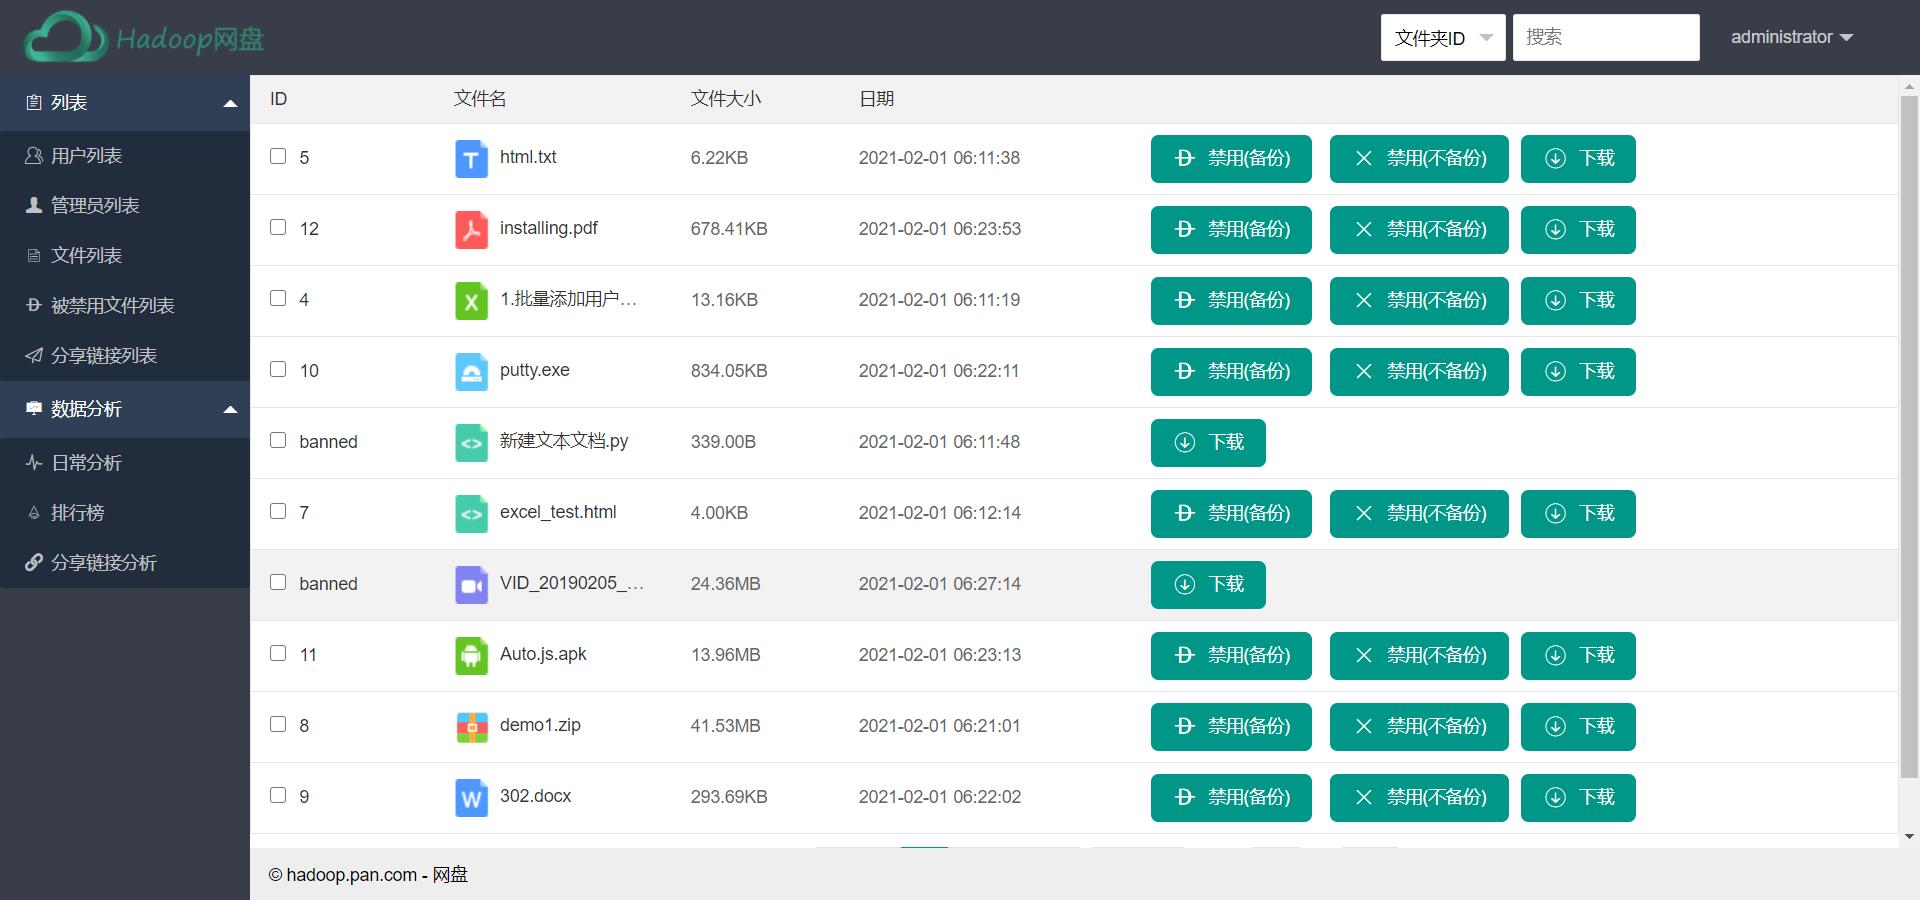 Hadoop网盘
文件夹ID 搜索 administrator
列表
用户列表
管理员列表
文件列表
被禁用文件列表
分享链接列表
数据分析
日常分析
排行榜
分享链接分析
ID 文件名 文件大小 日期
5 html.txt 6.22KB 2021-02-01 06:11:38 禁用(备份) 禁用(不备份) 下载
12 installing.pdf 678.41KB 2021-02-01 06:23:53 禁用(备份) 禁用(不备份) 下载
4 1.批量添加用户... 13.16KB 2021-02-01 06:11:19 禁用(备份) 禁用(不备份) 下载
10 putty.exe 834.05KB 2021-02-01 06:22:11 禁用(备份) 禁用(不备份) 下载
banned 新建文本文档.py 339.00B 2021-02-01 06:11:48 下载
7 excel_test.html 4.00KB 2021-02-01 06:12:14 禁用(备份) 禁用(不备份) 下载
banned VID_20190205_... 24.36MB 2021-02-01 06:27:14 下载
11 Auto.js.apk 13.96MB 2021-02-01 06:23:13 禁用(备份) 禁用(不备份) 下载
8 demo1.zip 41.53MB 2021-02-01 06:21:01 禁用(备份) 禁用(不备份) 下载
9 302.docx 293.69KB 2021-02-01 06:22:02 禁用(备份) 禁用(不备份) 下载
© hadoop.pan.com - 网盘